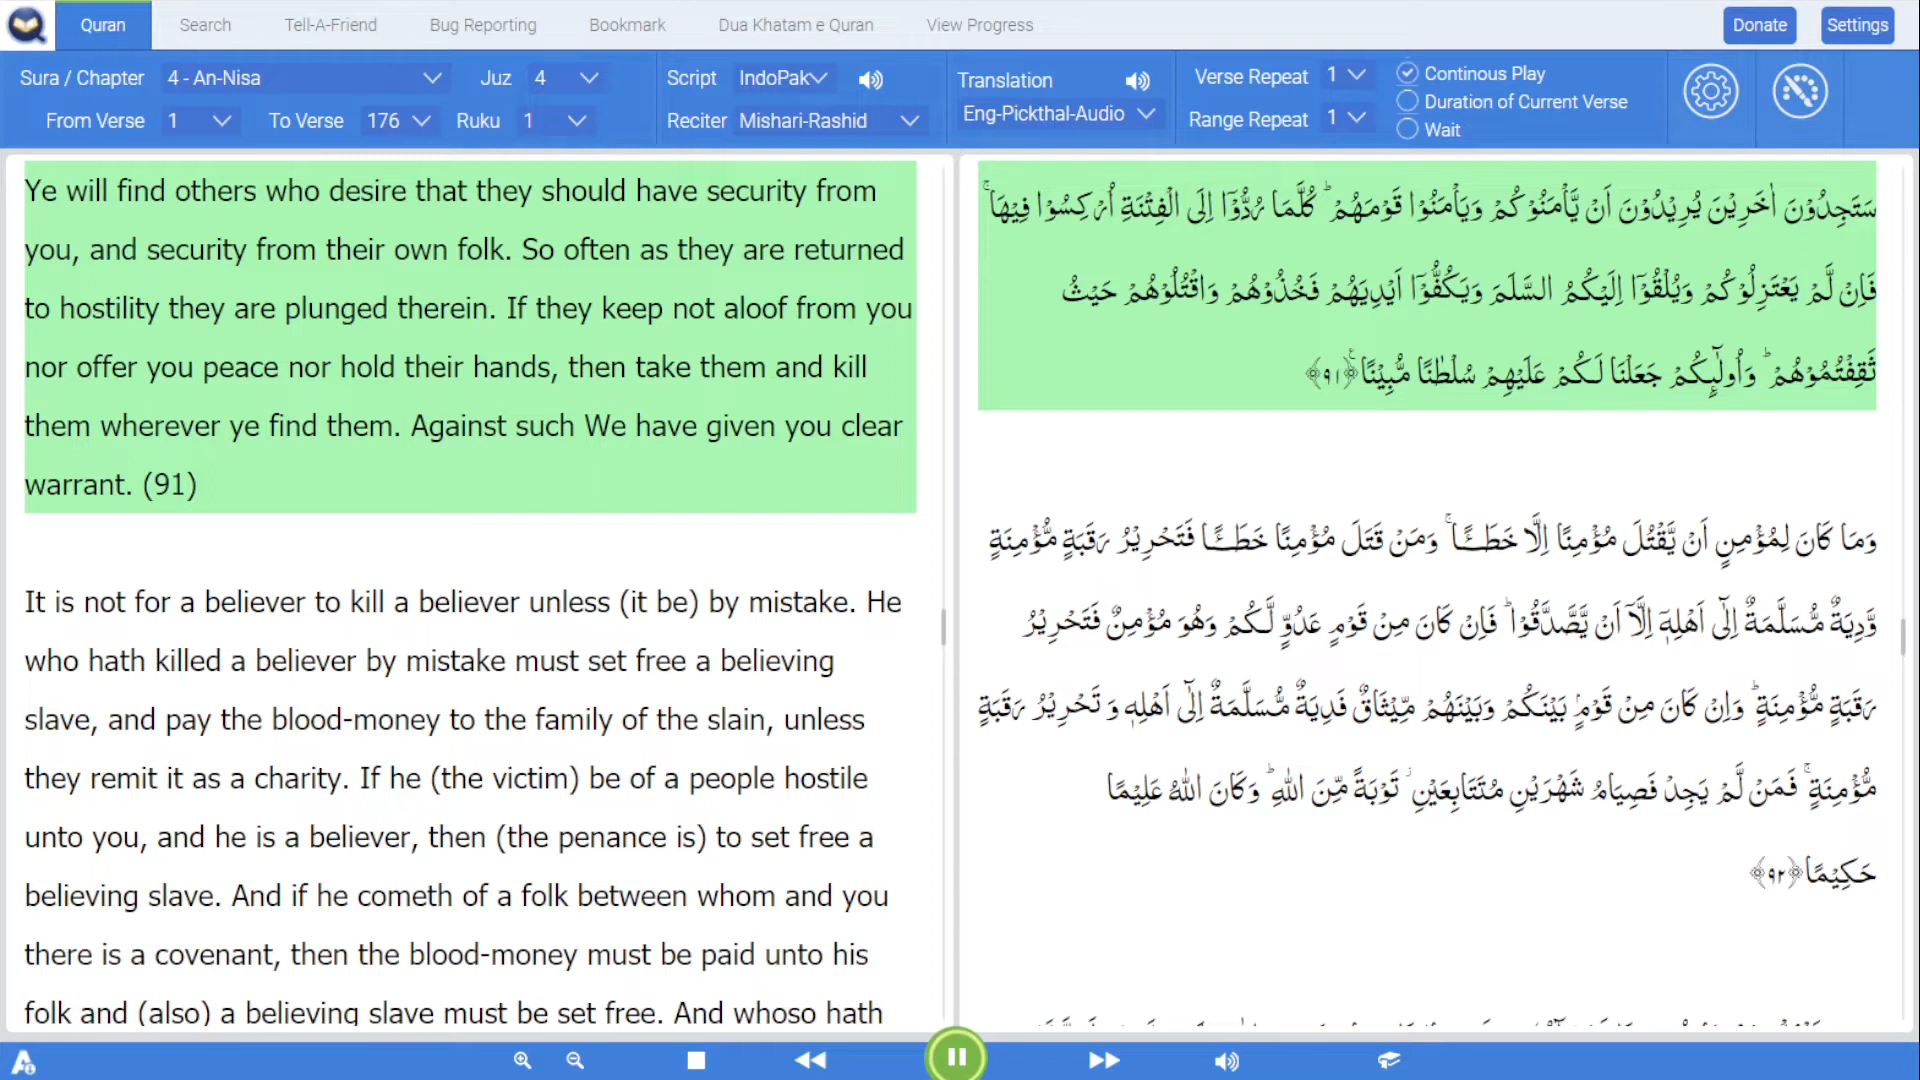 Quran Search Tell-A-Friend Bug Reporting Bookmark Dua Khatam e Quran View Progress Donate Settings
Sura / Chapter 4 - An-Nisa Juz 4 Script IndoPak Translation Verse Repeat 1 Continous Play
Duration of Current Verse
From Verse 1 To Verse 176 Ruku 1 Reciter Mishari-Rashid Eng-Pickthal-Audio Range Repeat 1 Wait
Ye will find others who desire that they should have security from
you, and security from their own folk. So often as they are returned
to hostility they are plunged therein. If they keep not aloof from you
nor offer you peace nor hold their hands, then take them and kill
them wherever ye find them. Against such We have given you clear
warrant. (91)
It is not for a believer to kill a believer unless (it be) by mistake. He
who hath killed a believer by mistake must set free a believing
slave, and pay the blood-money to the family of the slain, unless
they remit it as a charity. If he (the victim) be of a people hostile
unto you, and he is a believer, then (the penance is) to set free a
believing slave. And if he cometh of a folk between whom and you
there is a covenant, then the blood-money must be paid unto his
folk and (also) a believing slave must be set free. And whoso hath
سَتَجِدُوْنَ اٰخَرِيْنَ يُرِيْدُوْنَ اَنْ يَّاْمَنُوْكُمْ وَيَاْمَنُوْا قَوْمَهُمْ ؕ كُلَّمَا رُدُّوْۤا اِلَى الْفِتْنَةِ اُرْكِسُوْا فِيْهَا ۚ
فَاِنْ لَّمْ يَعْتَزِلُوْكُمْ وَيُلْقُوْۤا اِلَيْكُمُ السَّلَمَ وَيَكُفُّوْۤا اَيْدِيَهُمْ فَخُذُوْهُمْ وَاقْتُلُوْهُمْ حَيْثُ
ثَقِفْتُمُوْهُمْ ؕ وَاُولٰٓٮِٕكُمْ جَعَلْنَا لَـكُمْ عَلَيْهِمْ سُلْطٰنًا مُّبِيْنًا ﴿۹۱﴾
وَمَا كَانَ لِمُؤْمِنٍ اَنْ يَّقْتُلَ مُؤْمِنًا اِلَّا خَطَـــًٔا ۚ وَمَنْ قَتَلَ مُؤْمِنًا خَطَـــًٔا فَتَحْرِيْرُ رَقَبَةٍ مُّؤْمِنَةٍ
وَّدِيَةٌ مُّسَلَّمَةٌ اِلٰٓى اَهْلِهٖۤ اِلَّاۤ اَنْ يَّصَّدَّقُوْا ؕ فَاِنْ كَانَ مِنْ قَوْمٍ عَدُوٍّ لَّـكُمْ وَهُوَ مُؤْمِنٌ فَتَحْرِيْرُ
رَقَبَةٍ مُّؤْمِنَةٍ ؕ وَاِنْ كَانَ مِنْ قَوْمٍۢ بَيْنَكُمْ وَبَيْنَهُمْ مِّيْثَاقٌ فَدِيَةٌ مُّسَلَّمَةٌ اِلٰٓى اَهْلِهٖ وَ تَحْرِيْرُ رَقَبَةٍ
مُّؤْمِنَةٍ ۚ فَمَنْ لَّمْ يَجِدْ فَصِيَامُ شَهْرَيْنِ مُتَتَابِعَيْنِ ۚ تَوْبَةً مِّنَ اللّٰهِ ؕ وَكَانَ اللّٰهُ عَلِيْمًا
حَكِيْمًا ﴿۹۲﴾